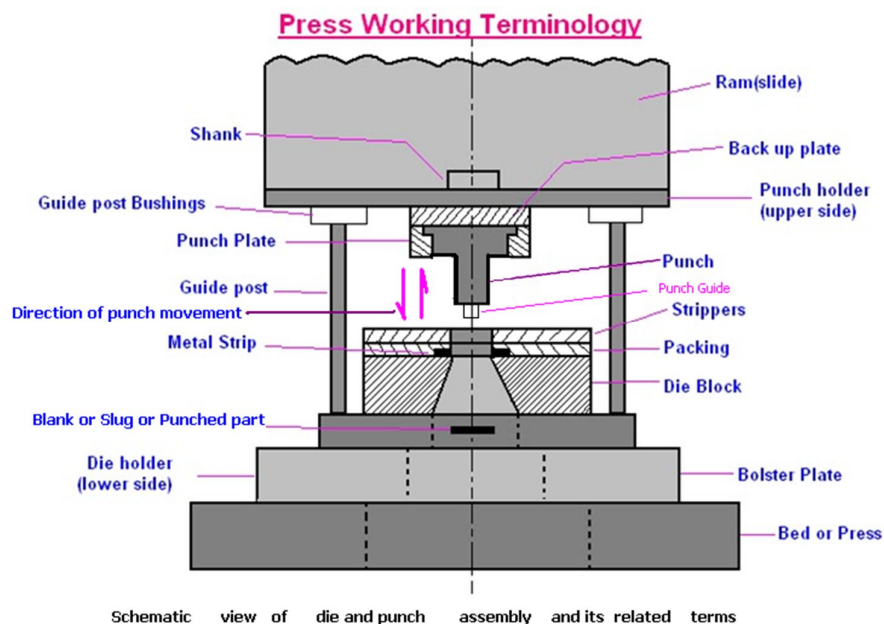 Press Working Terminology
Ram(slide)
Shank
Back up plate
Guide post Bushings
Punch holder
(upper side)
Punch Plate
Punch
Guide post
Punch Guide
Direction of punch movement
Strippers
Metal Strip
Packing
Die Block
Blank or Slug or Punched part
Die holder
(lower side)
Bolster Plate
Bed or Press
Schematic view of die and punch assembly and its related terms